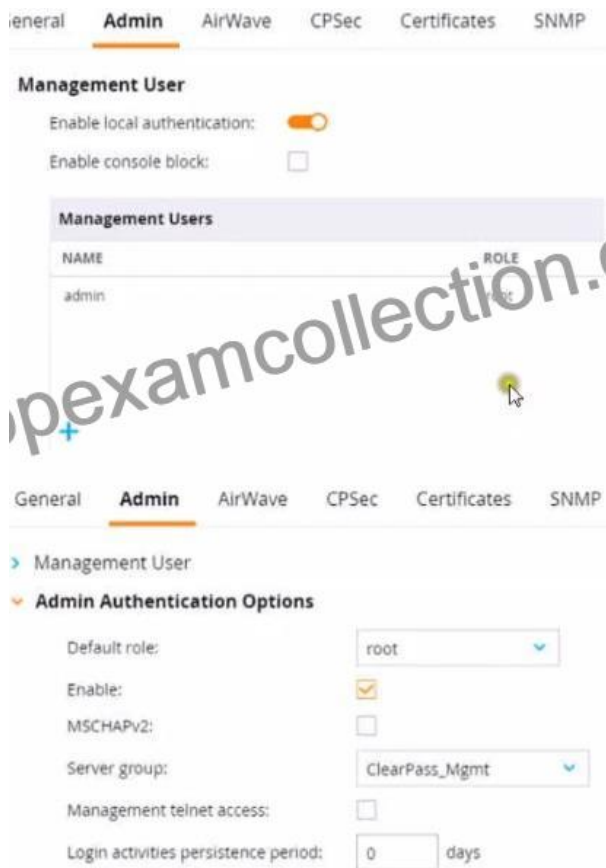 eneral Admin AirWave CPSec Certificates SNMP
Management User
Enable local authentication:
Enable console block:
Management Users
NAME ROLE
admin root
pexamcollection.
+
General Admin AirWave CPSec Certificates SNMP
> Management User
Admin Authentication Options
Default role: root
Enable:
MSCHAPv2:
Server group: ClearPass_Mgmt
Management telnet access:
Login activities persistence period: 0 days